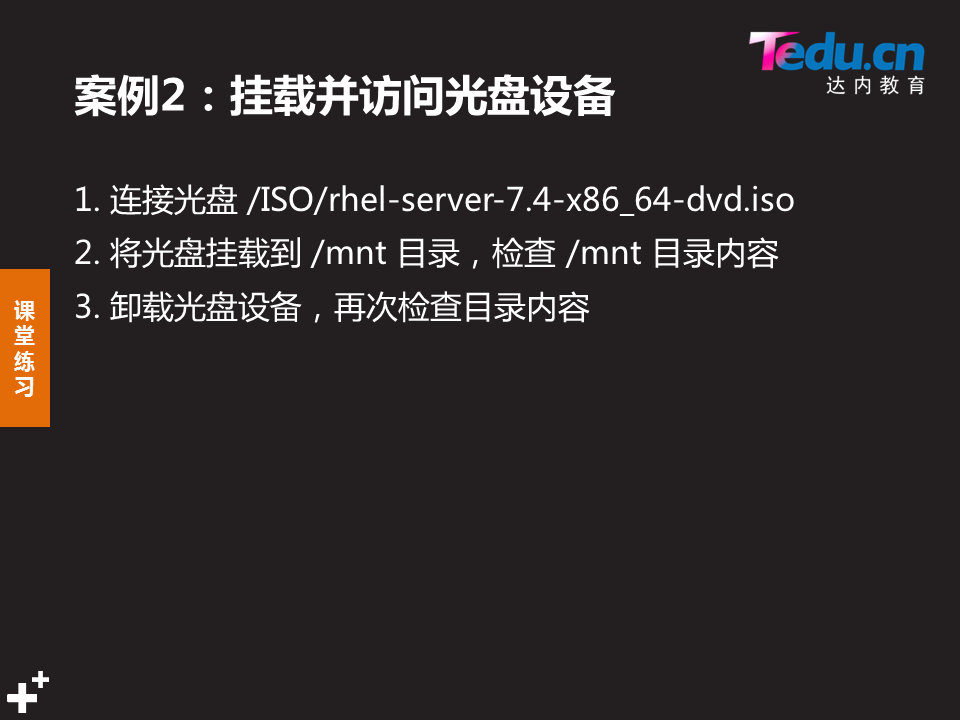 Tedu.cn
达内教育
案例2：挂载并访问光盘设备
1. 连接光盘 /ISO/rhel-server-7.4-x86_64-dvd.iso
2. 将光盘挂载到 /mnt 目录，检查 /mnt 目录内容
3. 卸载光盘设备，再次检查目录内容
课
堂
练
习